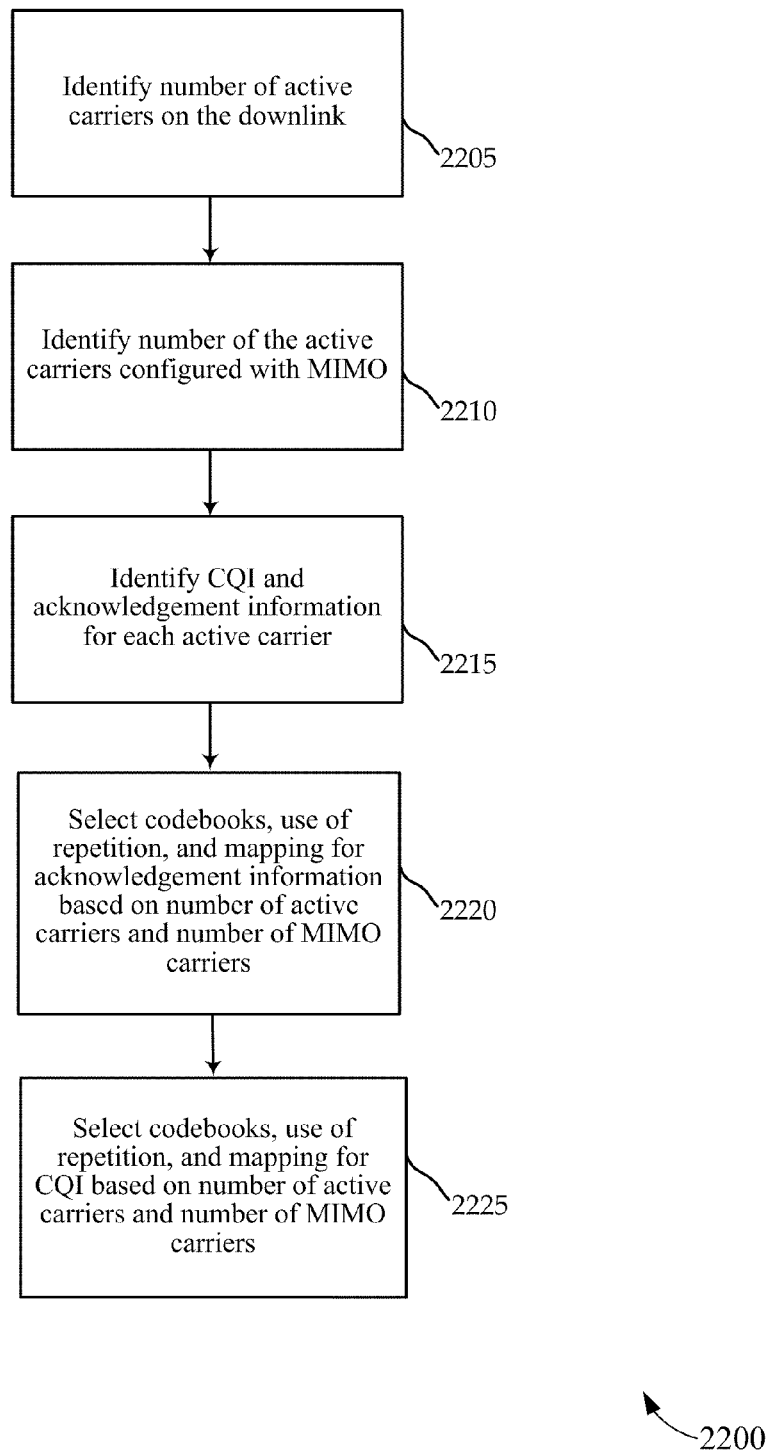 Identify number of active
carriers on the downlink
2205
Identify number of the active
carriers configured with MIMO
2210
Identify CQI and
acknowledgement information
for each active carrier
2215
Select codebooks, use of
repetition, and mapping for
acknowledgement information
based on number of active
carriers and number of MIMO
carriers
2220
Select codebooks, use of
repetition, and mapping for
CQI based on number of active
carriers and number of MIMO
carriers
2225
2200